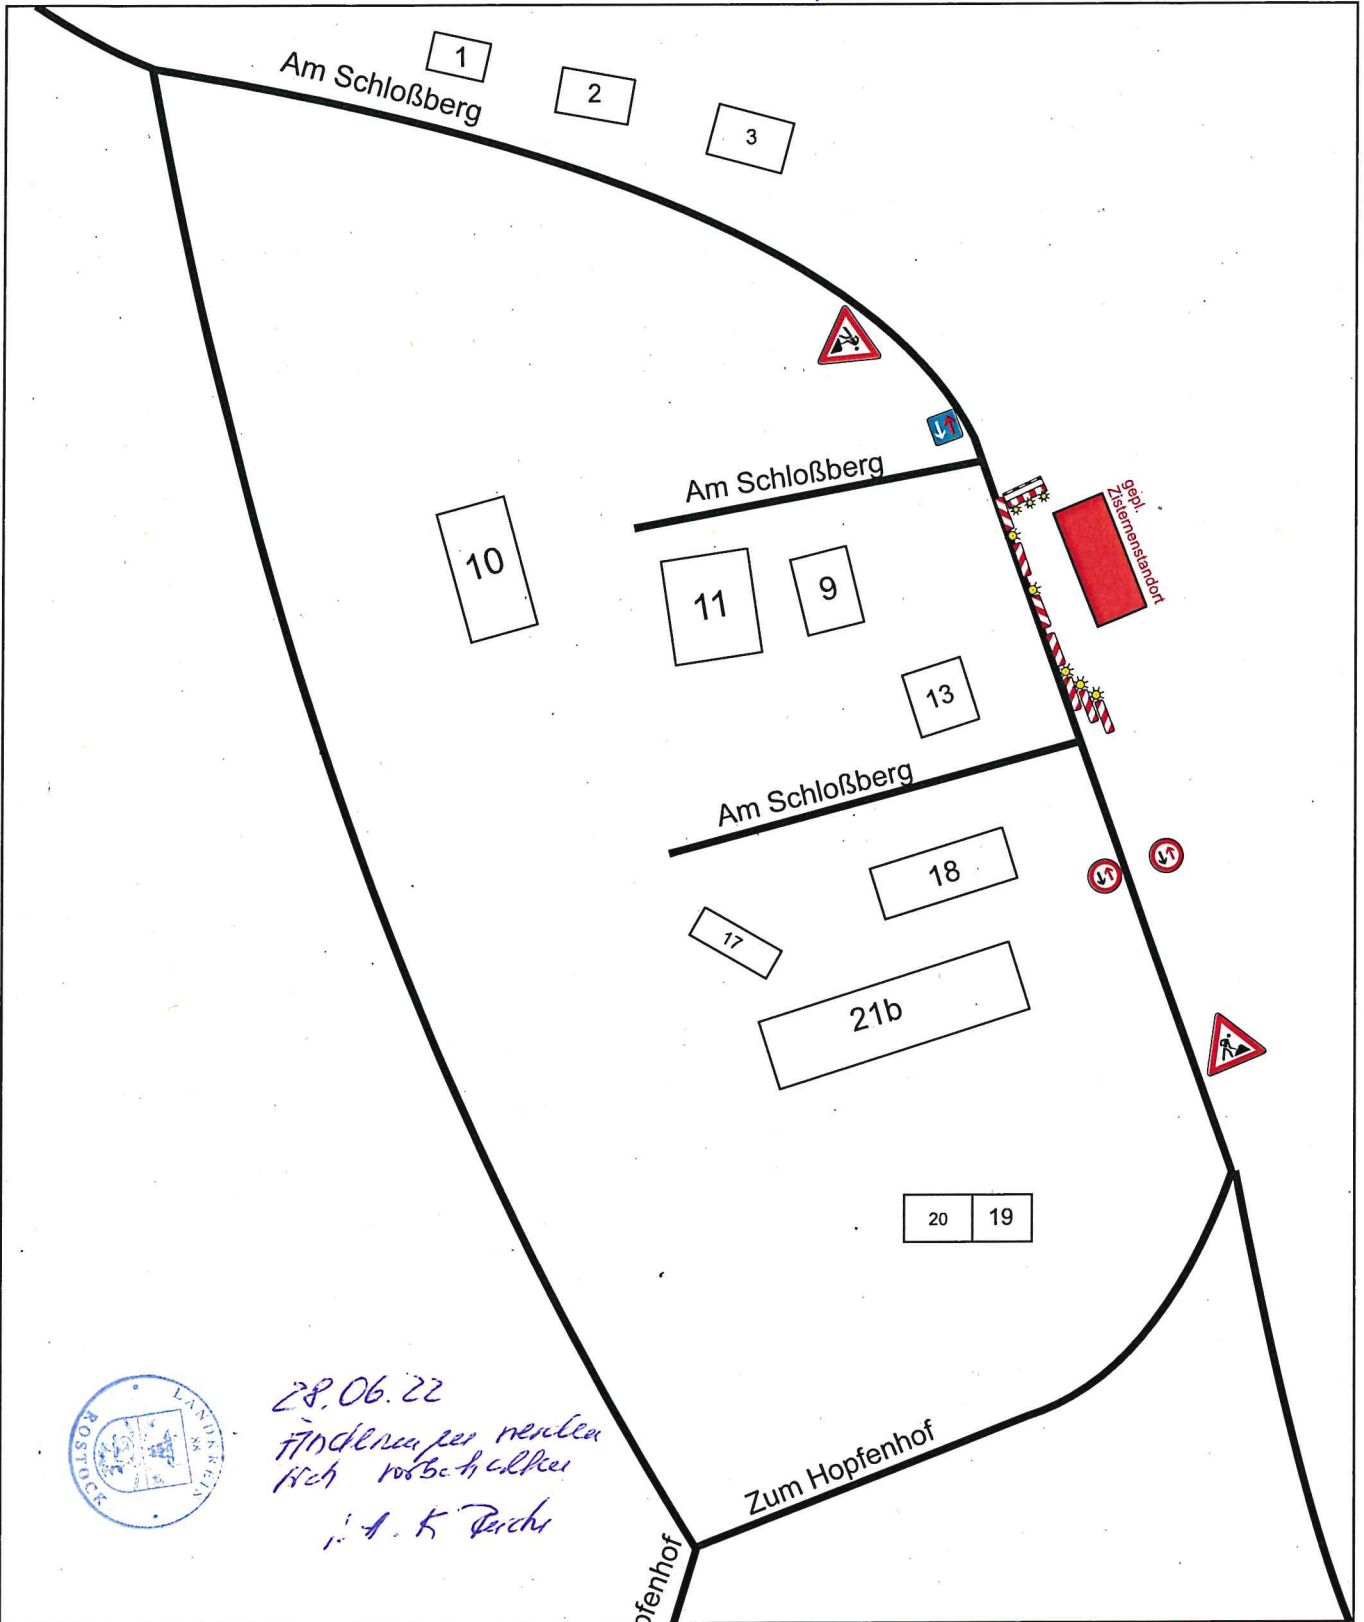 1
2
3
Am Schloßberg
Am Schloßberg
gepl.
Zisternenstandort
10
11
9
13
Am Schloßberg
18
17
21b
20
19
LANDKREIS
ROSTOCK
28.06.22
Änderungen werden
sich vorbehalten
i.A. K
Zum Hopfenhof
pfenhof